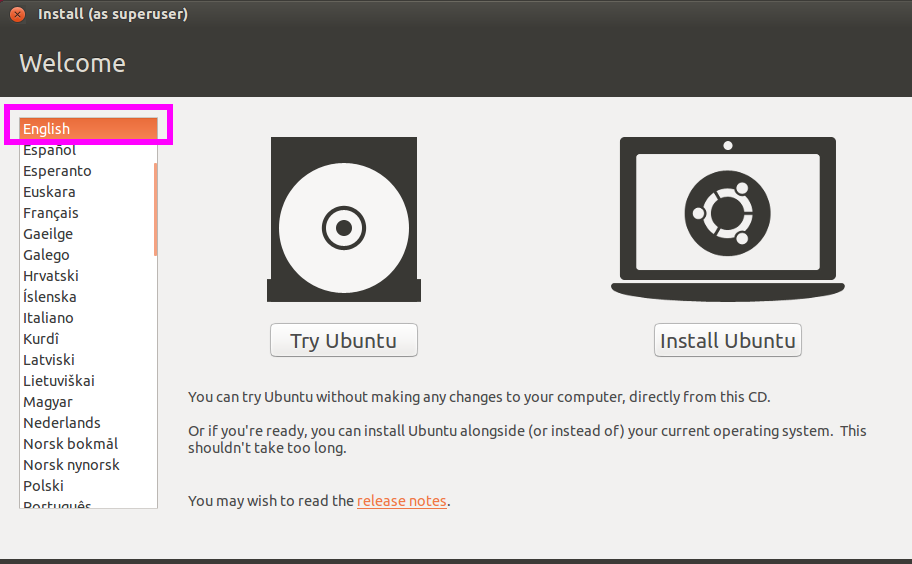 Install (as superuser)
Welcome
English
Español
Esperanto
Euskara
Français
Gaeilge
Galego
Hrvatski
Íslenska
Italiano
Kurdî
Latviski
Lietuviškai
Magyar
Nederlands
Norsk bokmål
Norsk nynorsk
Polski
Português
Try Ubuntu
Install Ubuntu
You can try Ubuntu without making any changes to your computer, directly from this CD.
Or if you're ready, you can install Ubuntu alongside (or instead of) your current operating system. This
shouldn't take too long.
You may wish to read the release notes.